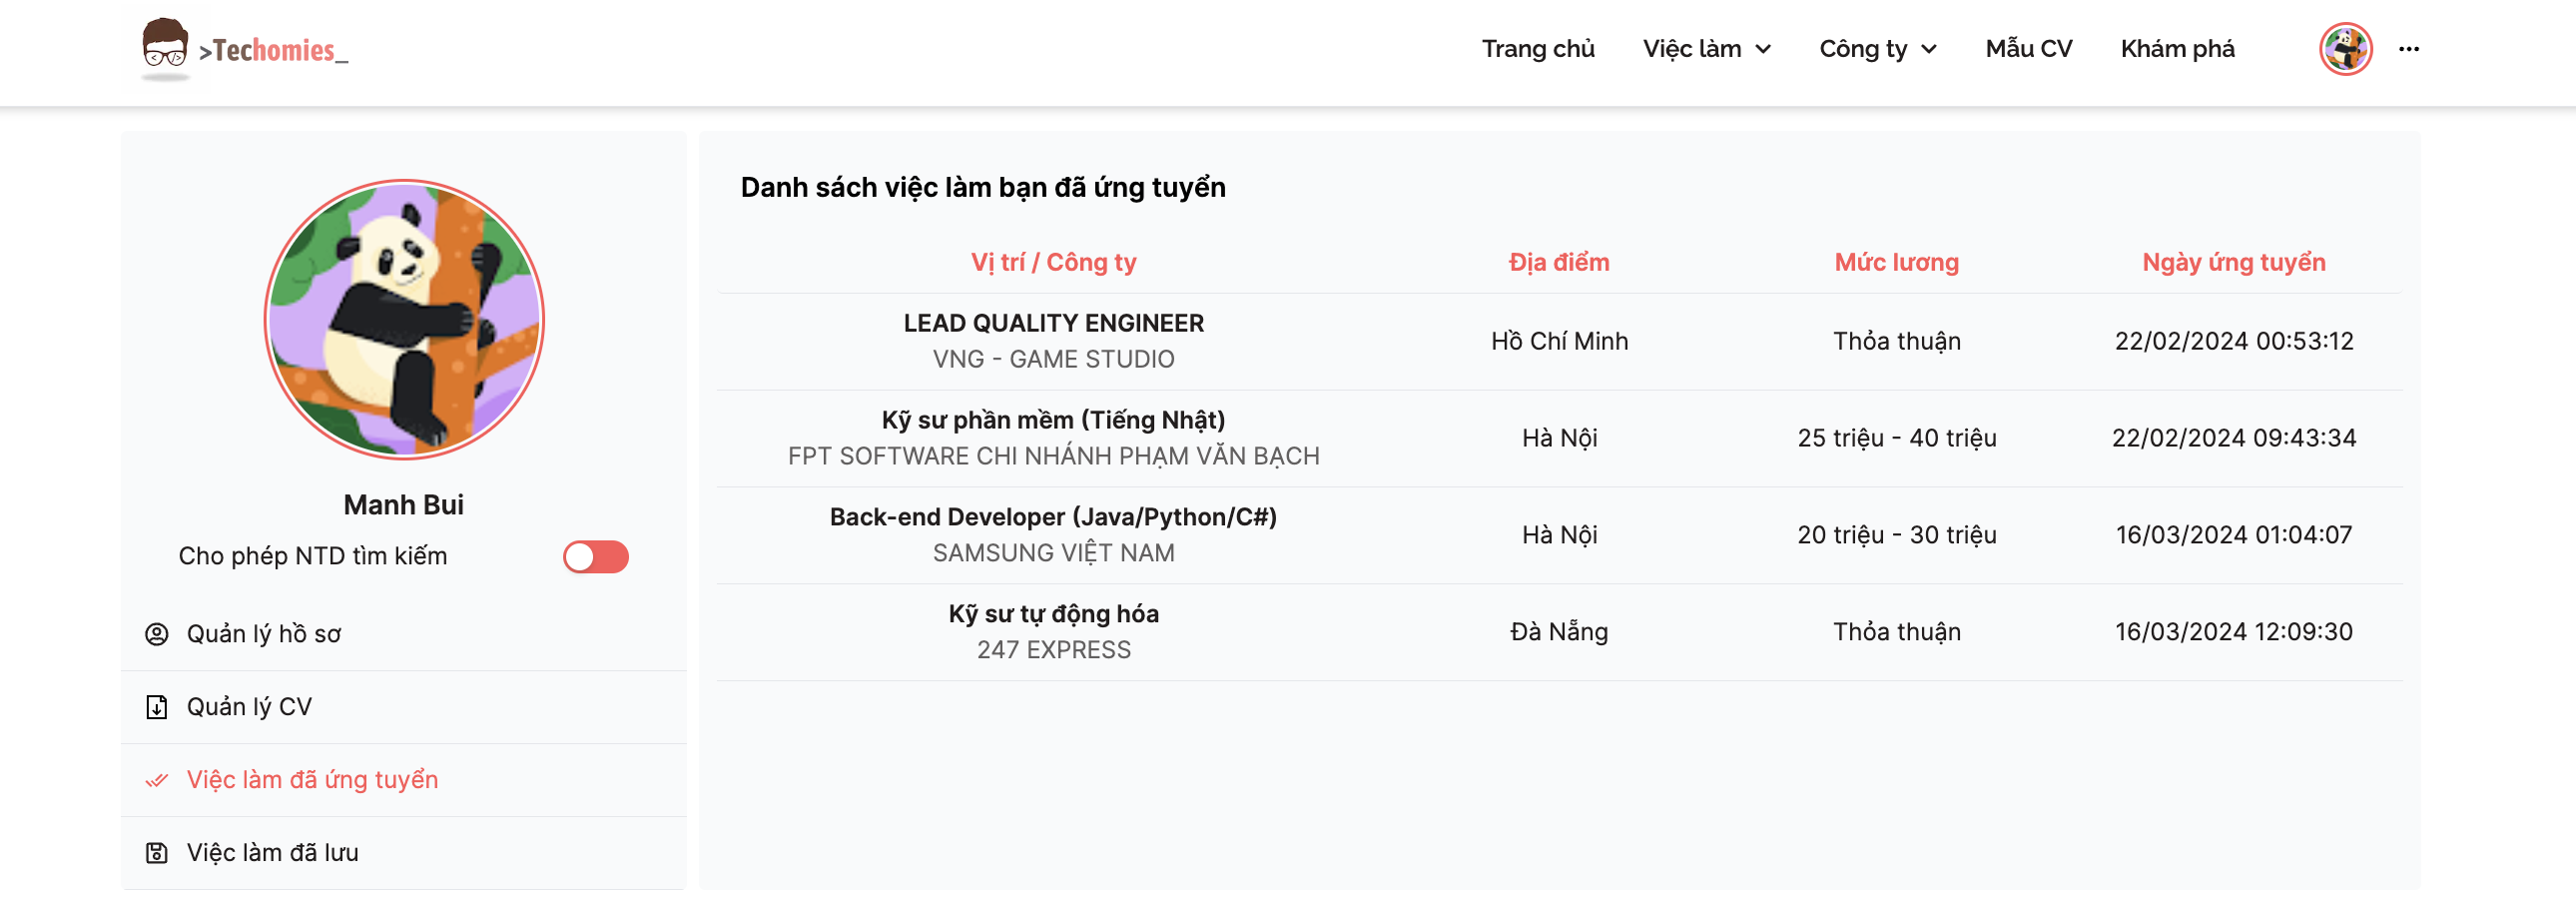 >Techomies_
Trang chủ Việc làm Công ty Mẫu CV Khám phá
Manh Bui
Cho phép NTD tìm kiếm
Quản lý hồ sơ
Quản lý CV
Việc làm đã ứng tuyển
Việc làm đã lưu
Danh sách việc làm bạn đã ứng tuyển
Vị trí / Công ty Địa điểm Mức lương Ngày ứng tuyển
LEAD QUALITY ENGINEER
VNG - GAME STUDIO
Hồ Chí Minh Thỏa thuận 22/02/2024 00:53:12
Kỹ sư phần mềm (Tiếng Nhật)
FPT SOFTWARE CHI NHÁNH PHẠM VĂN BẠCH
Hà Nội 25 triệu - 40 triệu 22/02/2024 09:43:34
Back-end Developer (Java/Python/C#)
SAMSUNG VIỆT NAM
Hà Nội 20 triệu - 30 triệu 16/03/2024 01:04:07
Kỹ sư tự động hóa
247 EXPRESS
Đà Nẵng Thỏa thuận 16/03/2024 12:09:30